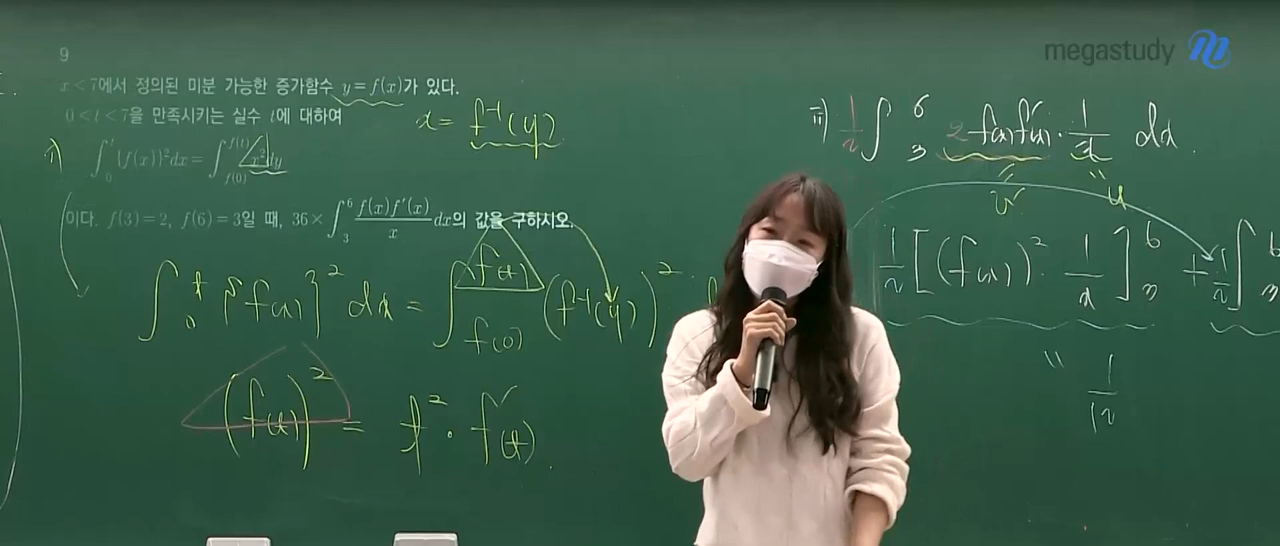 megastudy
9
x < 7에서 정의된 미분 가능한 증가함수 y = f(x)가 있다.
0 < t < 7을 만족시키는 실수 t에 대하여
∫₀ᵗ {f(x)}² dx = ∫_{f(0)}^{f(t)} x² dy
이다. f(3) = 2, f(6) = 3일 때, 36 × ∫₃⁶ f(x)f′(x)/x dx의 값을 구하시오.
x = f⁻¹(y)
i)
∫₀ᵗ {f(x)}² dx = ∫_{f(0)}^{f(t)} (f⁻¹(y))²
(f(t))² = t² · f′(t).
ii) 1/2 ∫₃⁶ 2 f(x)f′(x) · 1/x dx.
v′ u
1/2 [(f(x))² · 1/x]₃⁶ + 1/2 ∫₃⁶
" 1/12